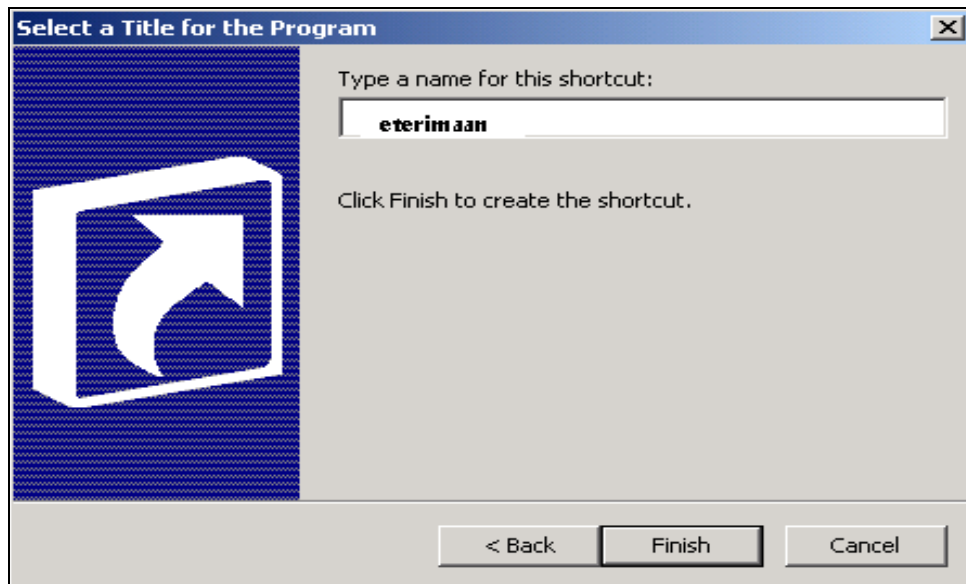 Select a Title for the Program
Type a name for this shortcut:
eterimaan
Click Finish to create the shortcut.
< Back Finish Cancel